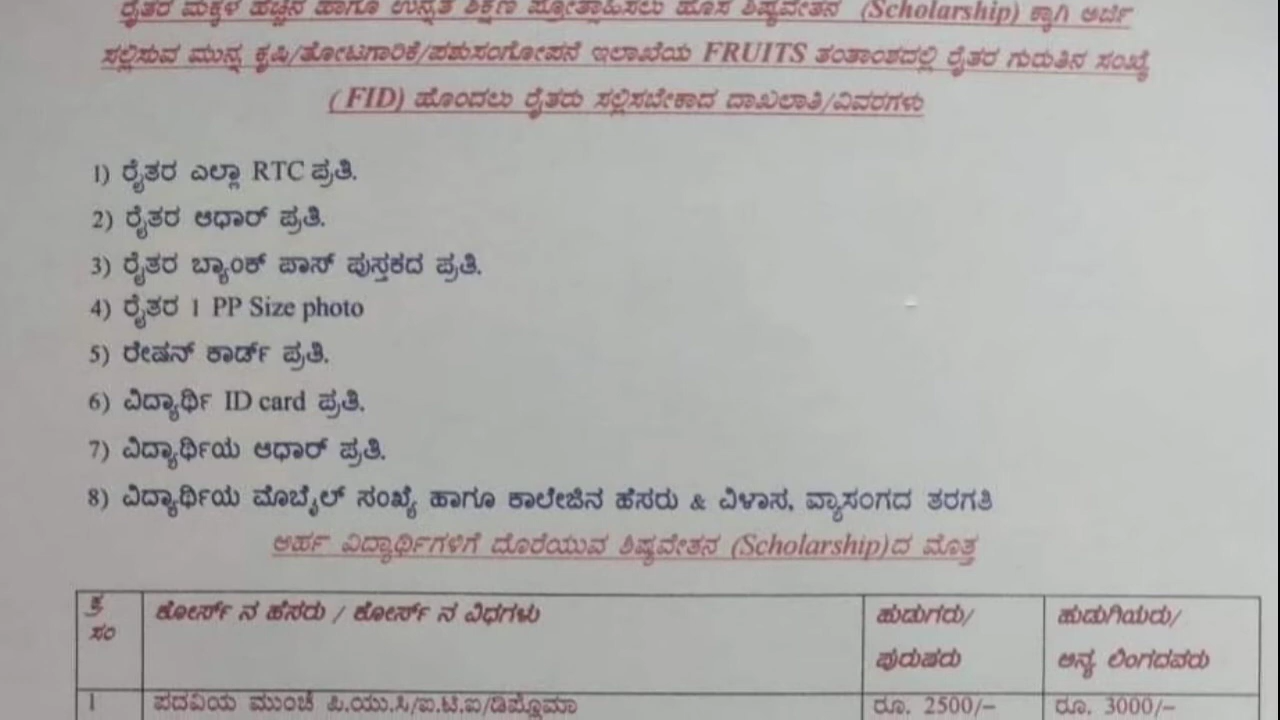 ರೈತರ ಮಕ್ಕಳ ಹೆಚ್ಚಿನ ಹಾಗೂ ಉನ್ನತ ಶಿಕ್ಷಣ ಪ್ರೋತ್ಸಾಹಿಸಲು ಹೊಸ ಶಿಷ್ಯವೇತನ (Scholarship) ಕ್ಕಾಗಿ ಅರ್ಜಿ
ಸಲ್ಲಿಸುವ ಮುನ್ನ ಕೃಷಿ/ತೋಟಗಾರಿಕೆ/ಪಶುಸಂಗೋಪನೆ ಇಲಾಖೆಯ FRUITS ತಂತ್ರಾಂಶದಲ್ಲಿ ರೈತರ ಗುರುತಿನ ಸಂಖ್ಯೆ
( FID) ಹೊಂದಲು ರೈತರು ಸಲ್ಲಿಸಬೇಕಾದ ದಾಖಲಾತಿ/ವಿವರಗಳು
1) ರೈತರ ಎಲ್ಲಾ RTC ಪ್ರತಿ.
2) ರೈತರ ಆಧಾರ್ ಪ್ರತಿ.
3) ರೈತರ ಬ್ಯಾಂಕ್ ಪಾಸ್ ಪುಸ್ತಕದ ಪ್ರತಿ.
4) ರೈತರ 1 PP Size photo
5) ರೇಷನ್ ಕಾರ್ಡ್ ಪ್ರತಿ.
6) ವಿದ್ಯಾರ್ಥಿ ID card ಪ್ರತಿ.
7) ವಿದ್ಯಾರ್ಥಿಯ ಆಧಾರ್ ಪ್ರತಿ.
8) ವಿದ್ಯಾರ್ಥಿಯ ಮೊಬೈಲ್ ಸಂಖ್ಯೆ ಹಾಗೂ ಕಾಲೇಜಿನ ಹೆಸರು & ವಿಳಾಸ, ವ್ಯಾಸಂಗದ ತರಗತಿ
ಅರ್ಹ ವಿದ್ಯಾರ್ಥಿಗಳಿಗೆ ದೊರೆಯುವ ಶಿಷ್ಯವೇತನ (Scholarship)ದ ಮೊತ್ತ
ಕ್ರ ಸಂ
ಕೋರ್ಸ್ ನ ಹೆಸರು / ಕೋರ್ಸ್ ನ ವಿಧಗಳು
ಹುಡುಗರು/
ಪುರುಷರು
ಹುಡುಗಿಯರು/
ಅನ್ಯ ಲಿಂಗದವರು
1 ಪದವಿಯ ಮುಂಚೆ ಪಿ.ಯು.ಸಿ/ಐ.ಟಿ.ಐ/ಡಿಪ್ಲೊಮಾ ರೂ. 2500/- ರೂ. 3000/-